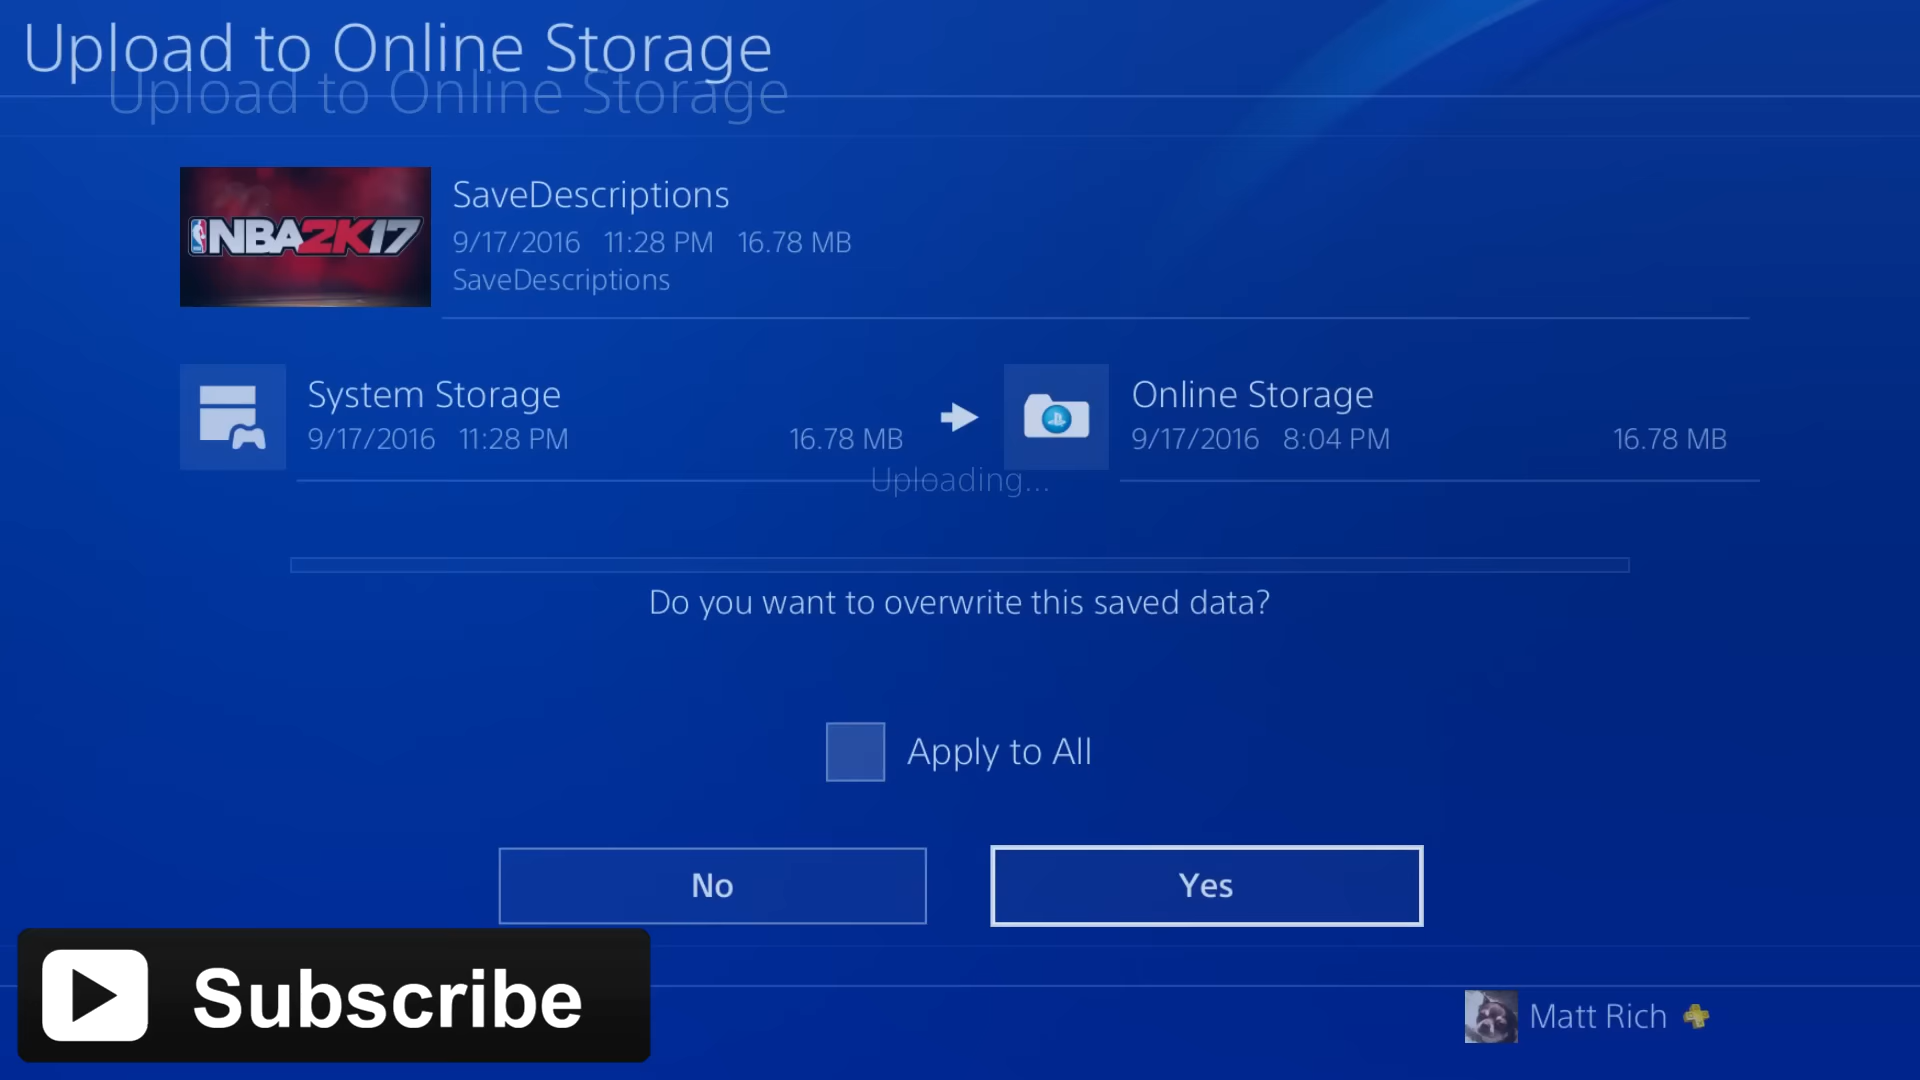 Upload to Online Storage
Upload to Online Storage
NBA2K17
SaveDescriptions
9/17/2016 11:28 PM 16.78 MB
SaveDescriptions
System Storage
9/17/2016 11:28 PM 16.78 MB
Online Storage
9/17/2016 8:04 PM 16.78 MB
Uploading...
Do you want to overwrite this saved data?
Apply to All
No
Yes
Subscribe
Matt Rich